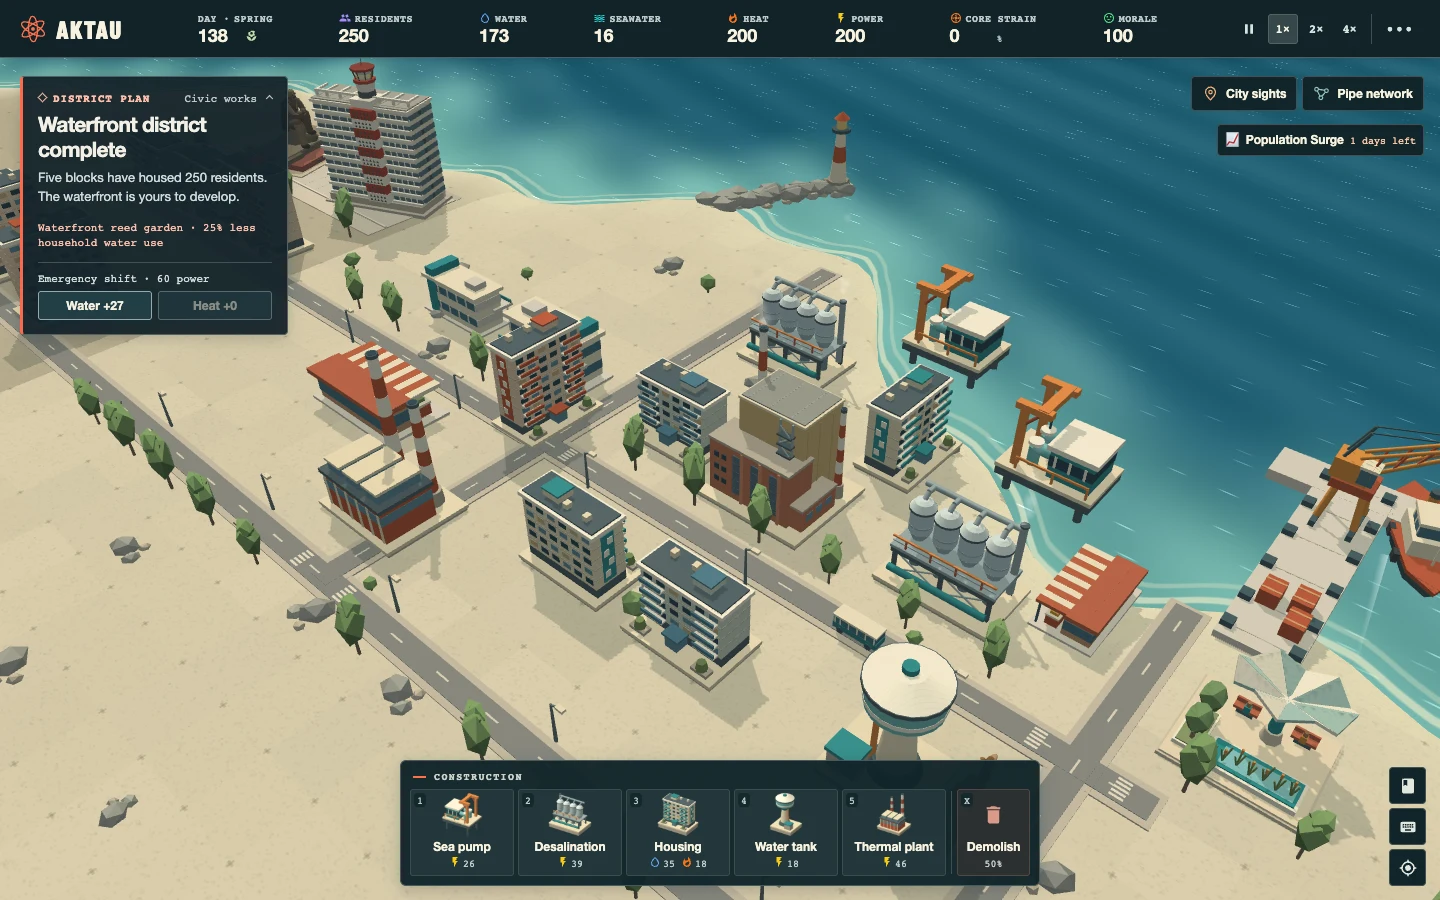 AKTAU
DAY · SPRING
138
RESIDENTS
250
WATER
173
SEAWATER
16
HEAT
200
POWER
200
CORE STRAIN
0 %
MORALE
100
1×
2×
4×
DISTRICT PLAN
Civic works
Waterfront district
complete
Five blocks have housed 250 residents.
The waterfront is yours to develop.
Waterfront reed garden · 25% less
household water use
Emergency shift · 60 power
Water +27
Heat +0
City sights
Pipe network
Population Surge 1 days left
CONSTRUCTION
1
Sea pump
26
2
Desalination
39
3
Housing
35 18
4
Water tank
18
5
Thermal plant
46
X
Demolish
50%